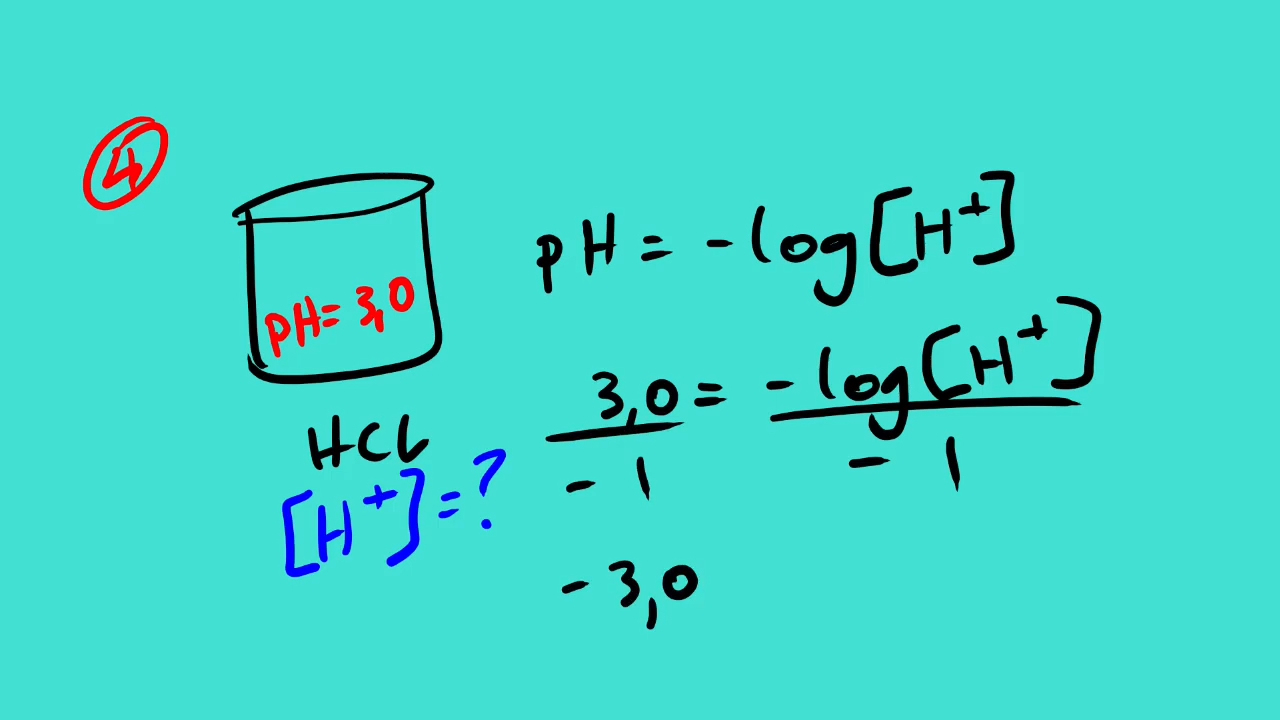 4
pH = 3,0
HCl
[H⁺] = ?
pH = -log[H⁺]
3,0 = -log[H⁺]
-1 -1
-3,0